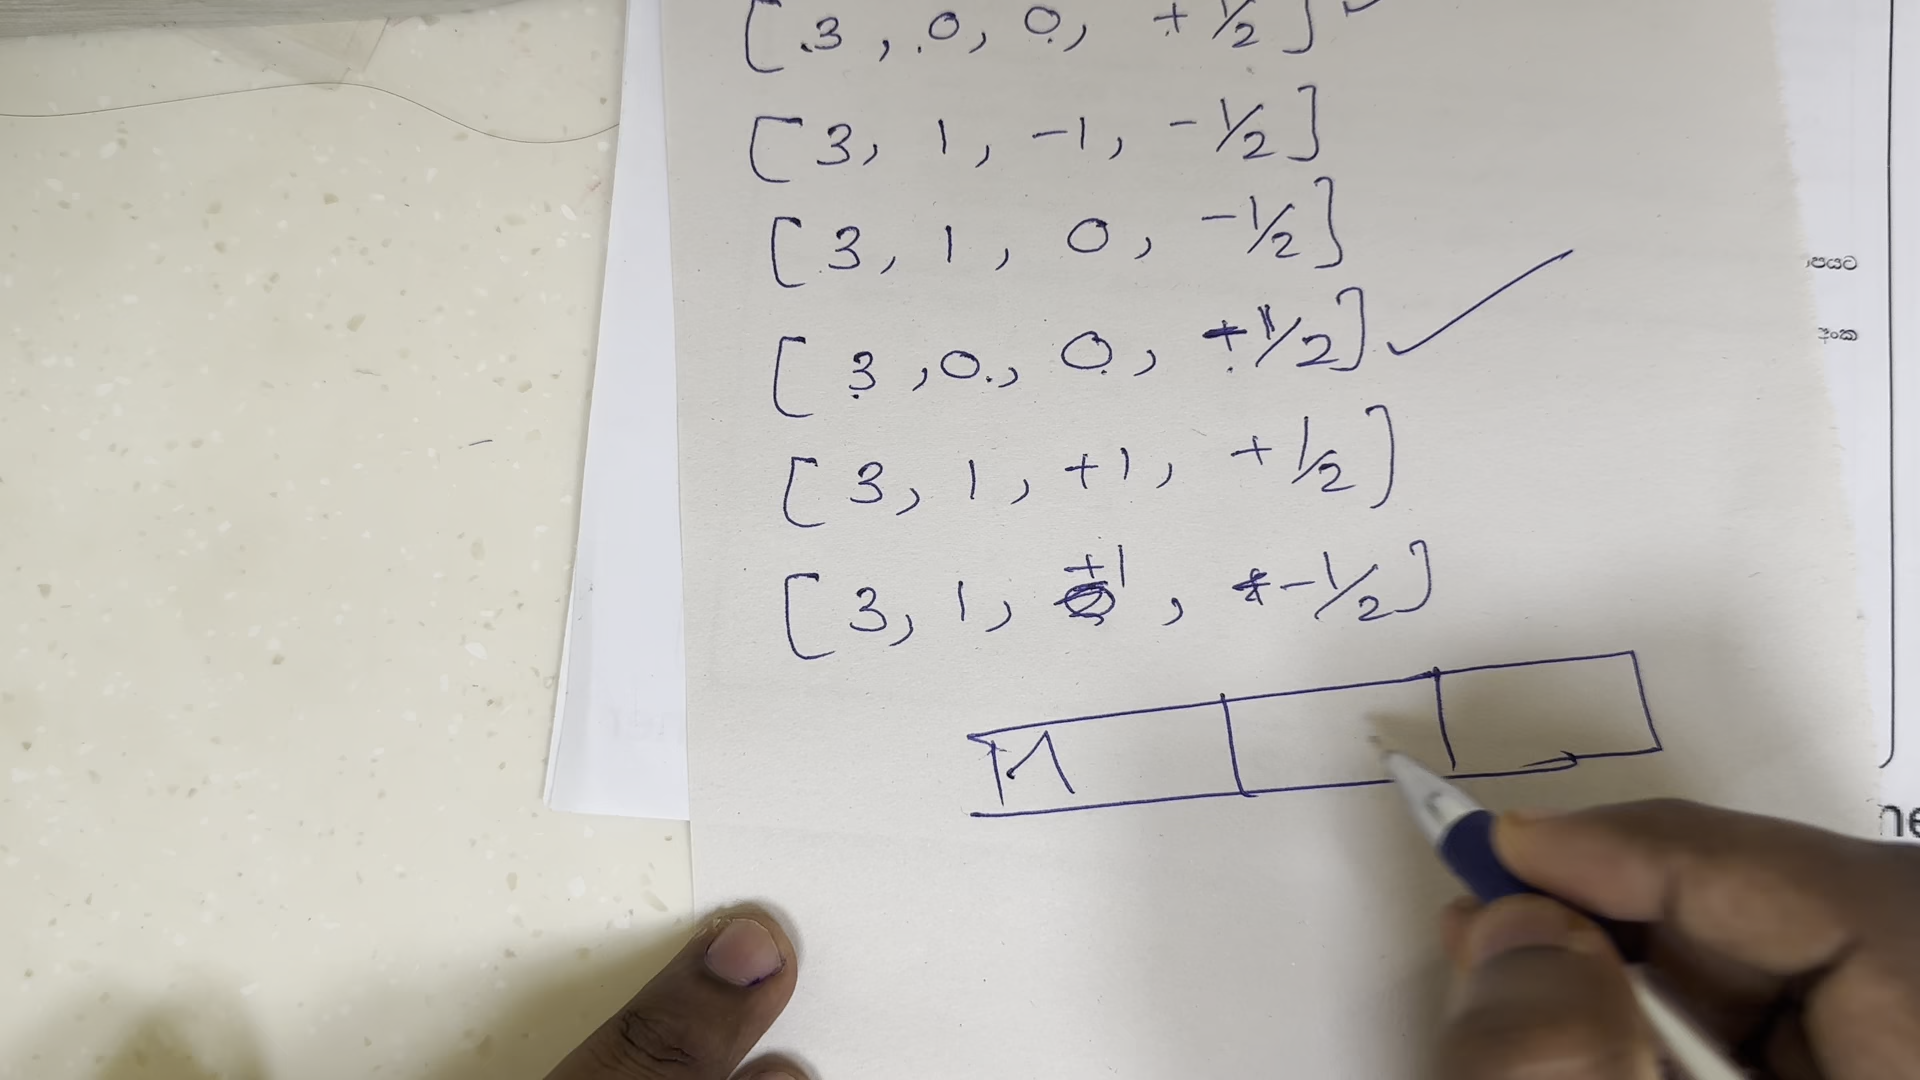 [3, 0, 0, +1/2] ✓
[3, 1, -1, -1/2]
[3, 1, 0, -1/2]
[3, 0, 0, +1/2] ✓
[3, 1, +1, +1/2]
[3, 1, +1, -1/2]
අංක